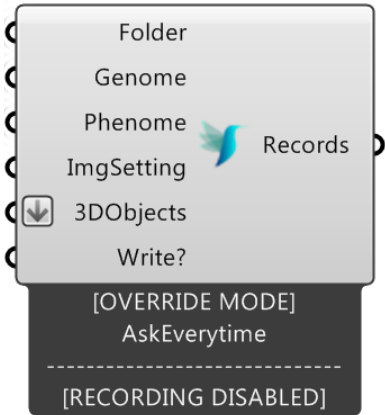 Folder
Genome
Phenome
ImgSetting
3DObjects
Write?
Records
[OVERRIDE MODE]
AskEverytime
------------------------------
[RECORDING DISABLED]